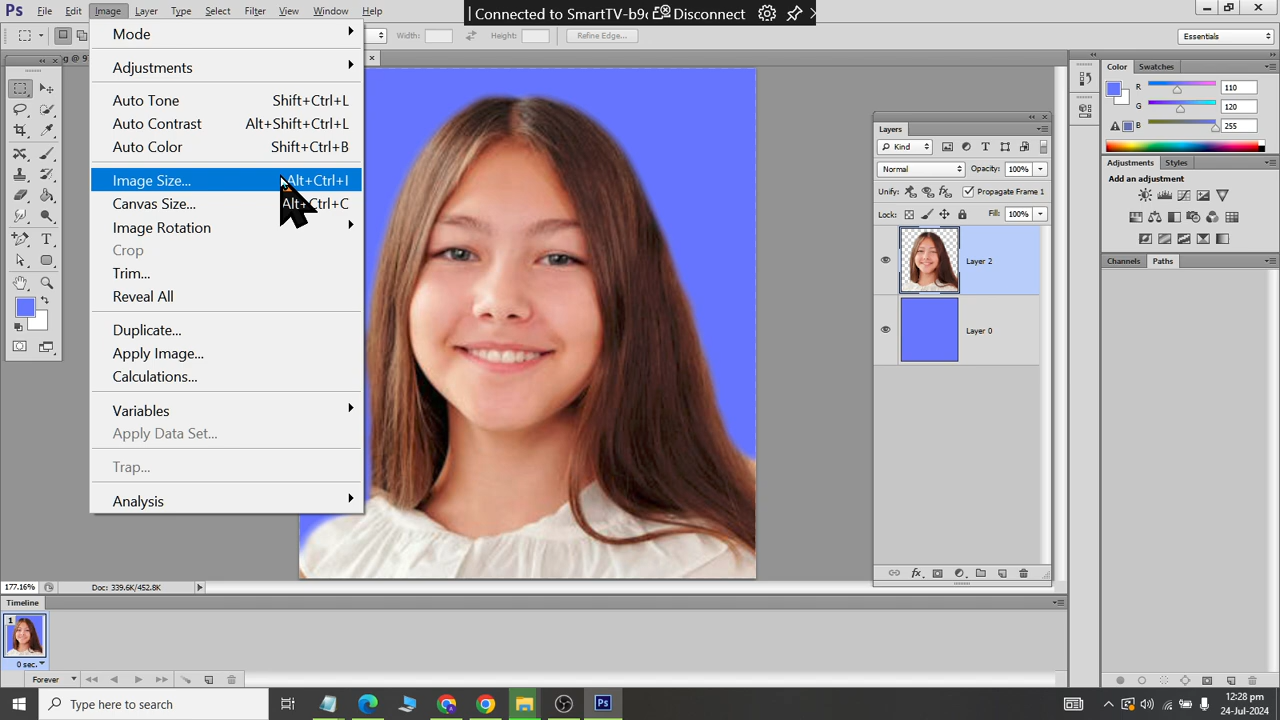 Ps File Edit Image Layer Type Select Filter View Window Help
Connected to SmartTV-b9 Disconnect
Width: Height: Refine Edge... Essentials
Mode
Adjustments
Auto Tone Shift+Ctrl+L
Auto Contrast Alt+Shift+Ctrl+L
Auto Color Shift+Ctrl+B
Image Size... Alt+Ctrl+I
Canvas Size... Alt+Ctrl+C
Image Rotation
Crop
Trim...
Reveal All
Duplicate...
Apply Image...
Calculations...
Variables
Apply Data Set...
Trap...
Analysis
Layers
Kind
Normal Opacity: 100%
Unify: Propagate Frame 1
Lock: Fill: 100%
Layer 2
Layer 0
Color Swatches
R 110
G 120
B 255
Adjustments Styles
Add an adjustment
Channels Paths
177.16% Doc: 339.6K/452.8K
Timeline
1
0 sec.
Forever
Type here to search
Ps
12:28 pm
24-Jul-2024